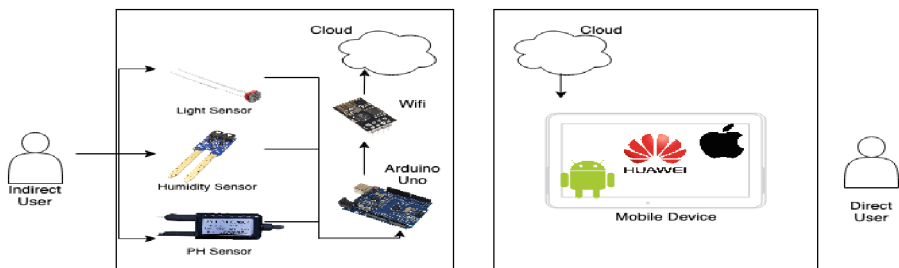 Indirect
User
Light Sensor
Humidity Sensor
PH Sensor
Cloud
Wifi
Arduino
Uno
Cloud
HUAWEI
Mobile Device
Direct
User